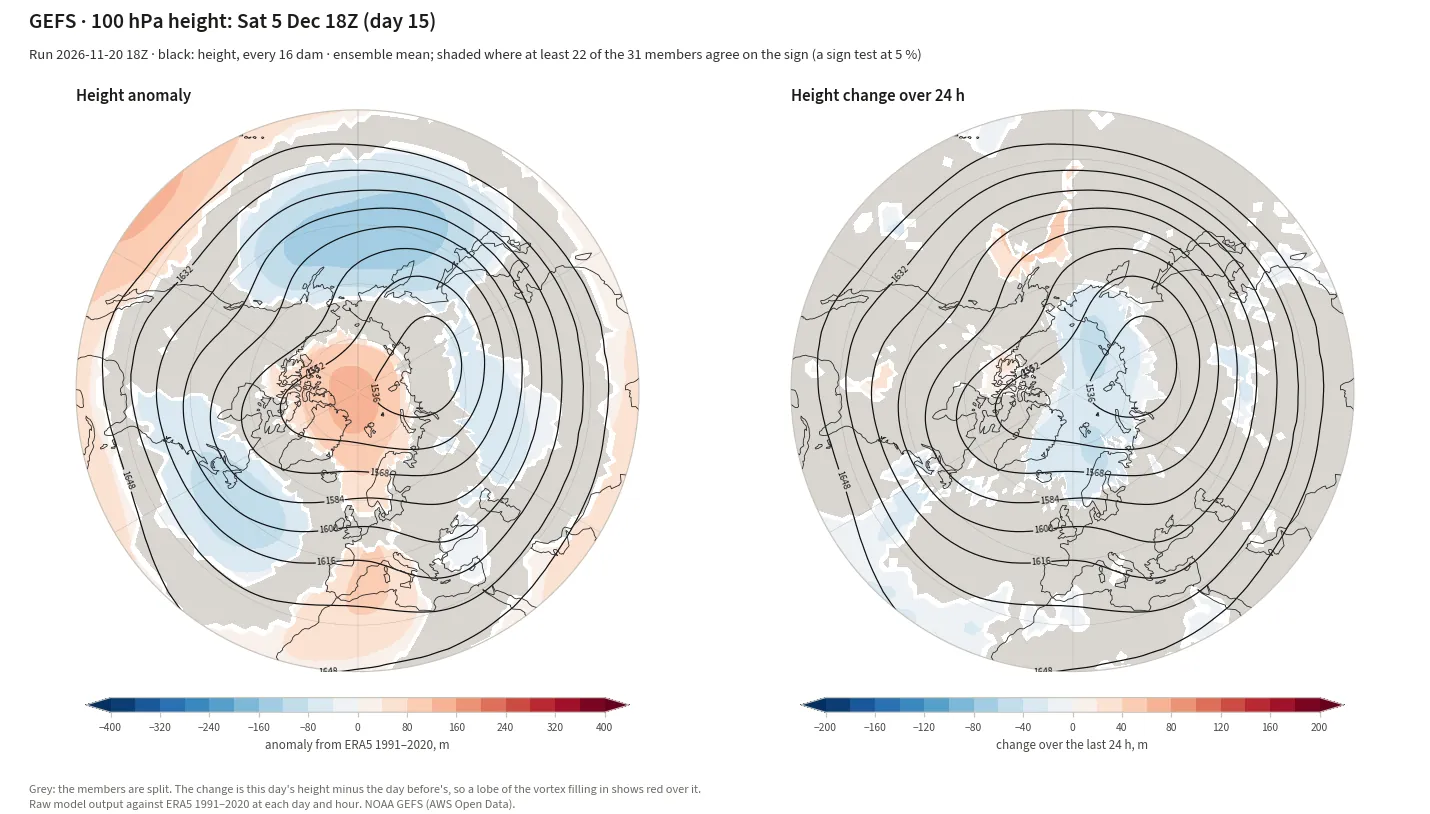 GEFS · 100 hPa height: Sat 5 Dec 18Z (day 15)
Run 2026-11-20 18Z · black: height, every 16 dam · ensemble mean; shaded where at least 22 of the 31 members agree on the sign (a sign test at 5 %)
Height anomaly
Height change over 24 h
1632
1552
1536
1568
1584
1600
1616
1648
1648
1632
1552
1536
1568
1584
1600
1616
1648
1648
−400 −320 −240 −160 −80 0 80 160 240 320 400
anomaly from ERA5 1991–2020, m
−200 −160 −120 −80 −40 0 40 80 120 160 200
change over the last 24 h, m
Grey: the members are split. The change is this day's height minus the day before's, so a lobe of the vortex filling in shows red over it.
Raw model output against ERA5 1991–2020 at each day and hour. NOAA GEFS (AWS Open Data).